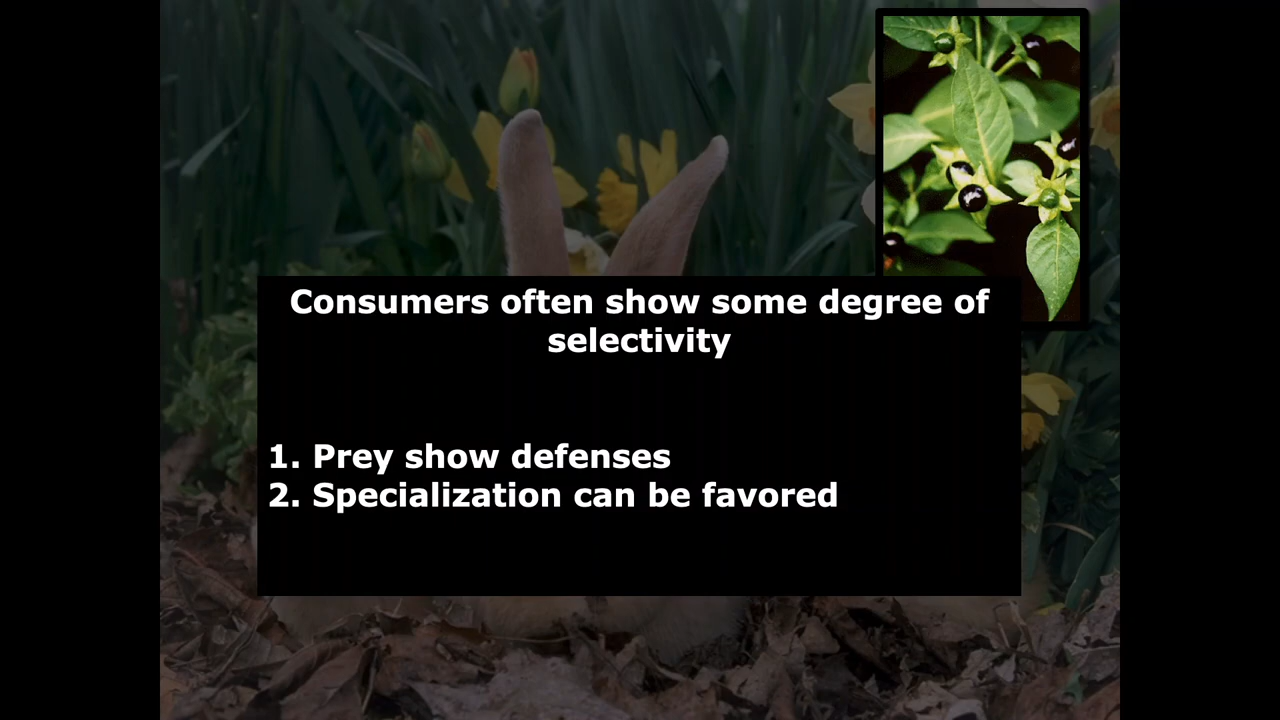 Consumers often show some degree of
selectivity
1. Prey show defenses
2. Specialization can be favored